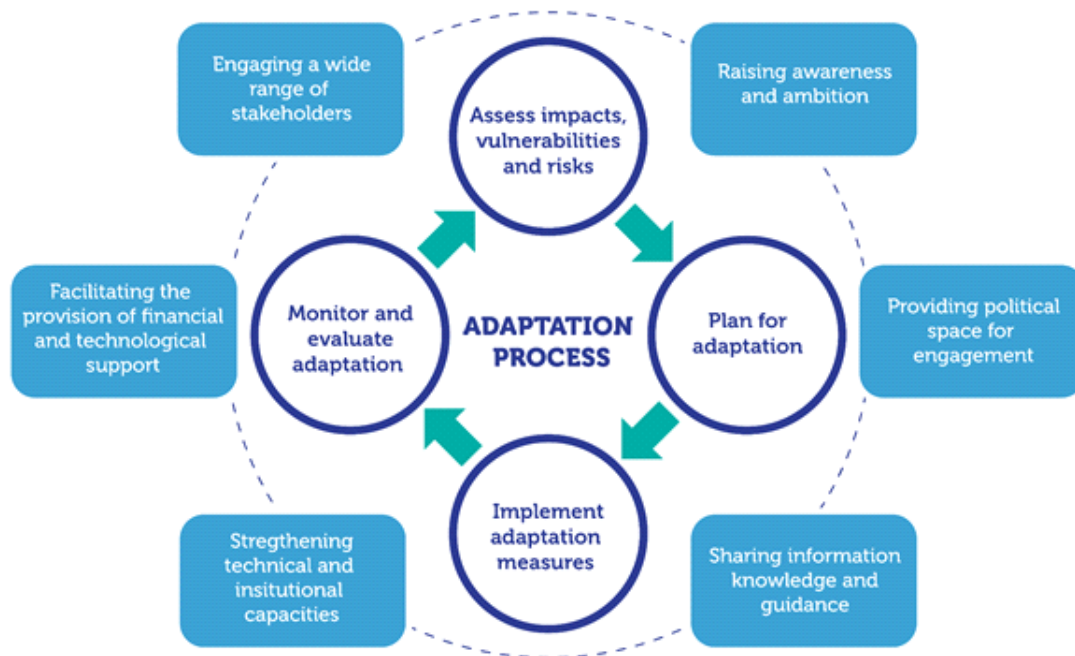 Engaging a wide
range of
stakeholders
Assess impacts,
vulnerabilities
and risks
Raising awareness
and ambition
Facilitating the
provision of financial
and technological
support
Monitor and
evaluate
adaptation
ADAPTATION
PROCESS
Plan for
adaptation
Providing political
space for
engagement
Stregthening
technical and
insitutional
capacities
Implement
adaptation
measures
Sharing information
knowledge and
guidance